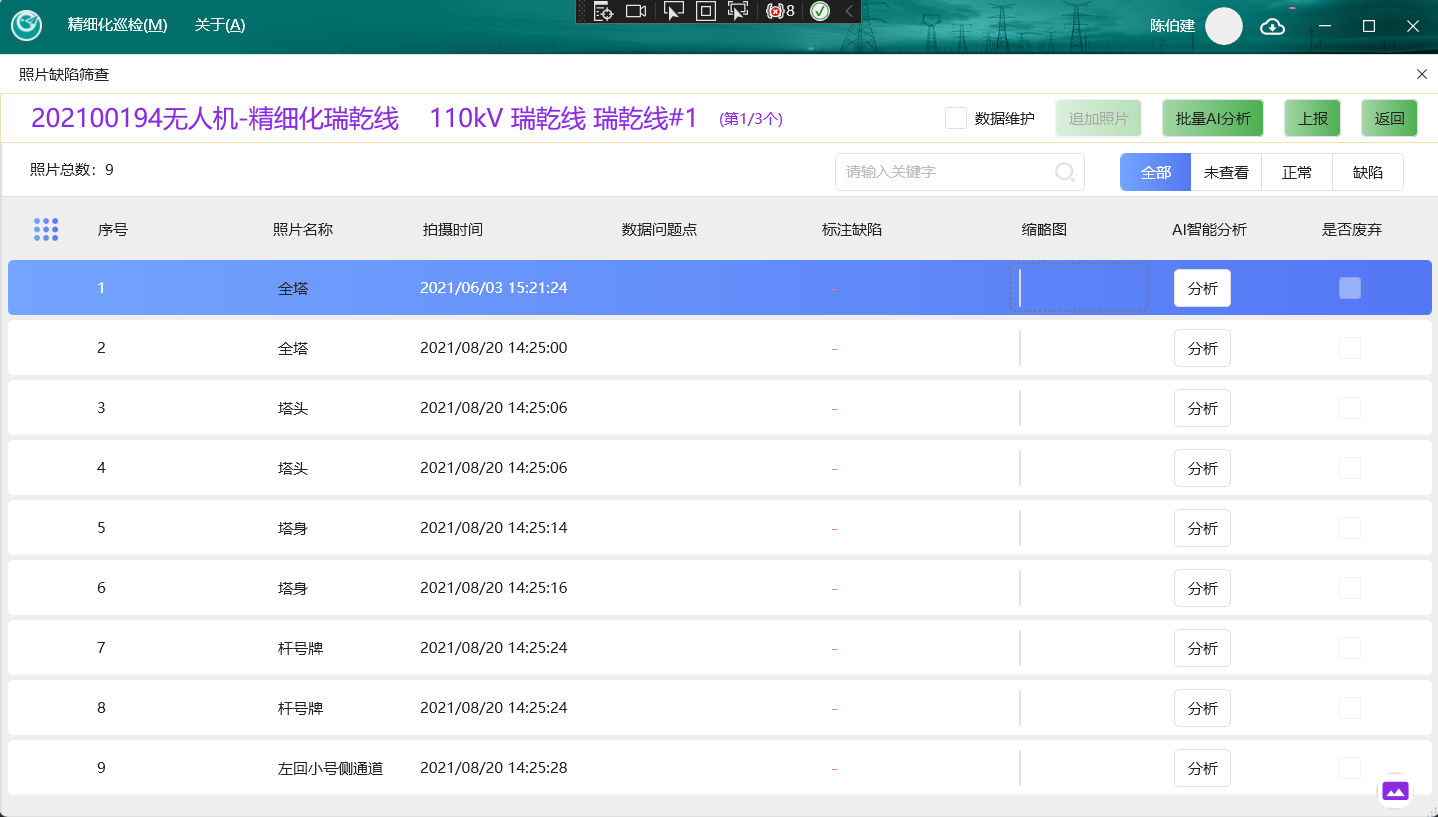 精细化巡检(M) 关于(A) 8 陈伯建
照片缺陷筛查
202100194无人机-精细化瑞乾线 110kV 瑞乾线 瑞乾线#1 (第1/3个) 数据维护 追加照片 批量AI分析 上报 返回
照片总数：9 请输入关键字 全部 未查看 正常 缺陷
序号 照片名称 拍摄时间 数据问题点 标注缺陷 缩略图 AI智能分析 是否废弃
1 全塔 2021/06/03 15:21:24 - 分析
2 全塔 2021/08/20 14:25:00 - 分析
3 塔头 2021/08/20 14:25:06 - 分析
4 塔头 2021/08/20 14:25:06 - 分析
5 塔身 2021/08/20 14:25:14 - 分析
6 塔身 2021/08/20 14:25:16 - 分析
7 杆号牌 2021/08/20 14:25:24 - 分析
8 杆号牌 2021/08/20 14:25:24 - 分析
9 左回小号侧通道 2021/08/20 14:25:28 - 分析